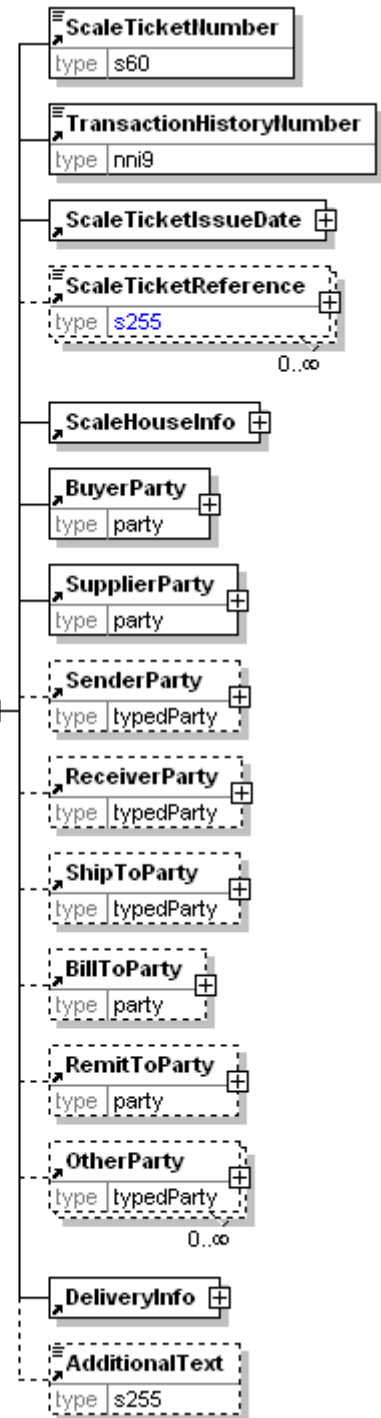 ScaleTicketNumber
type s60
TransactionHistoryNumber
type nni9
ScaleTicketIssueDate
ScaleTicketReference
type s255
0..∞
ScaleHouseInfo
BuyerParty
type party
SupplierParty
type party
SenderParty
type typedParty
ReceiverParty
type typedParty
ShipToParty
type typedParty
BillToParty
type party
RemitToParty
type party
OtherParty
type typedParty
0..∞
DeliveryInfo
AdditionalText
type s255